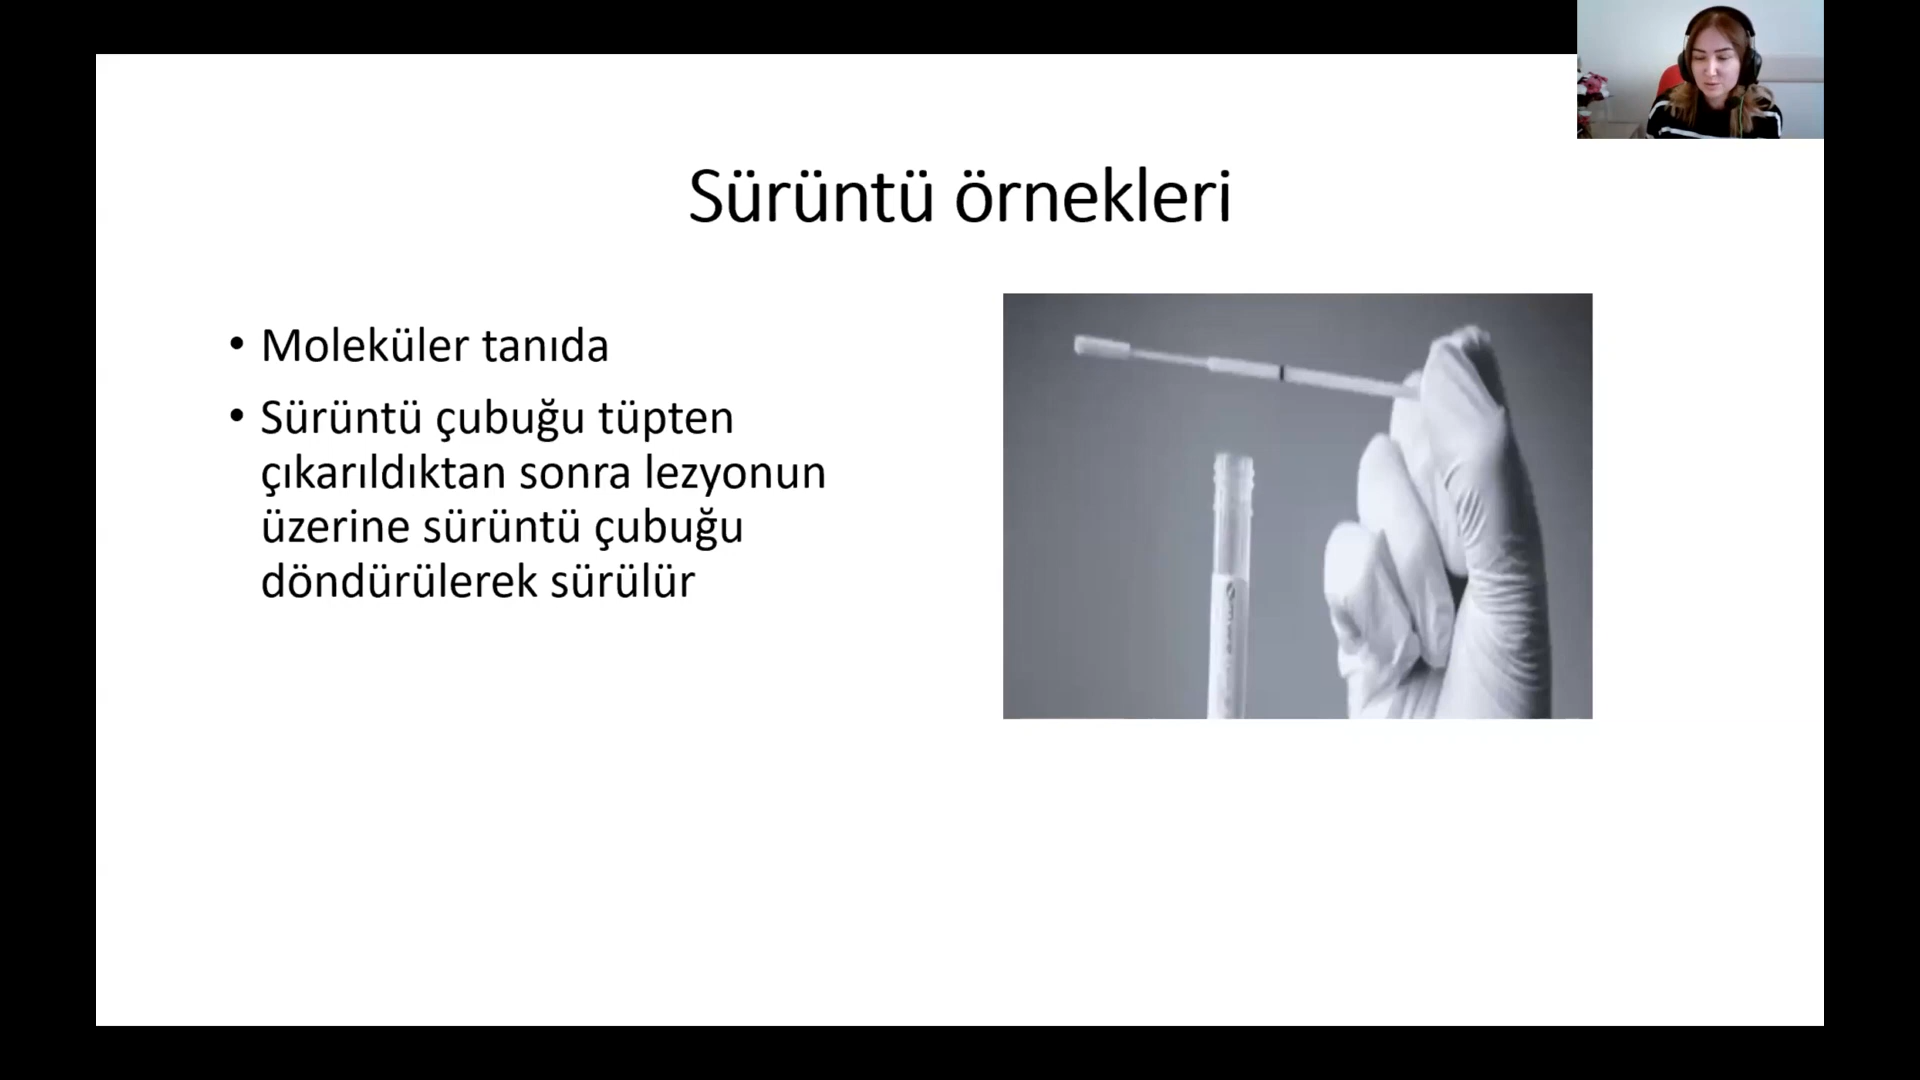 Sürüntü örnekleri
• Moleküler tanıda
• Sürüntü çubuğu tüpten
çıkarıldıktan sonra lezyonun
üzerine sürüntü çubuğu
döndürülerek sürülür